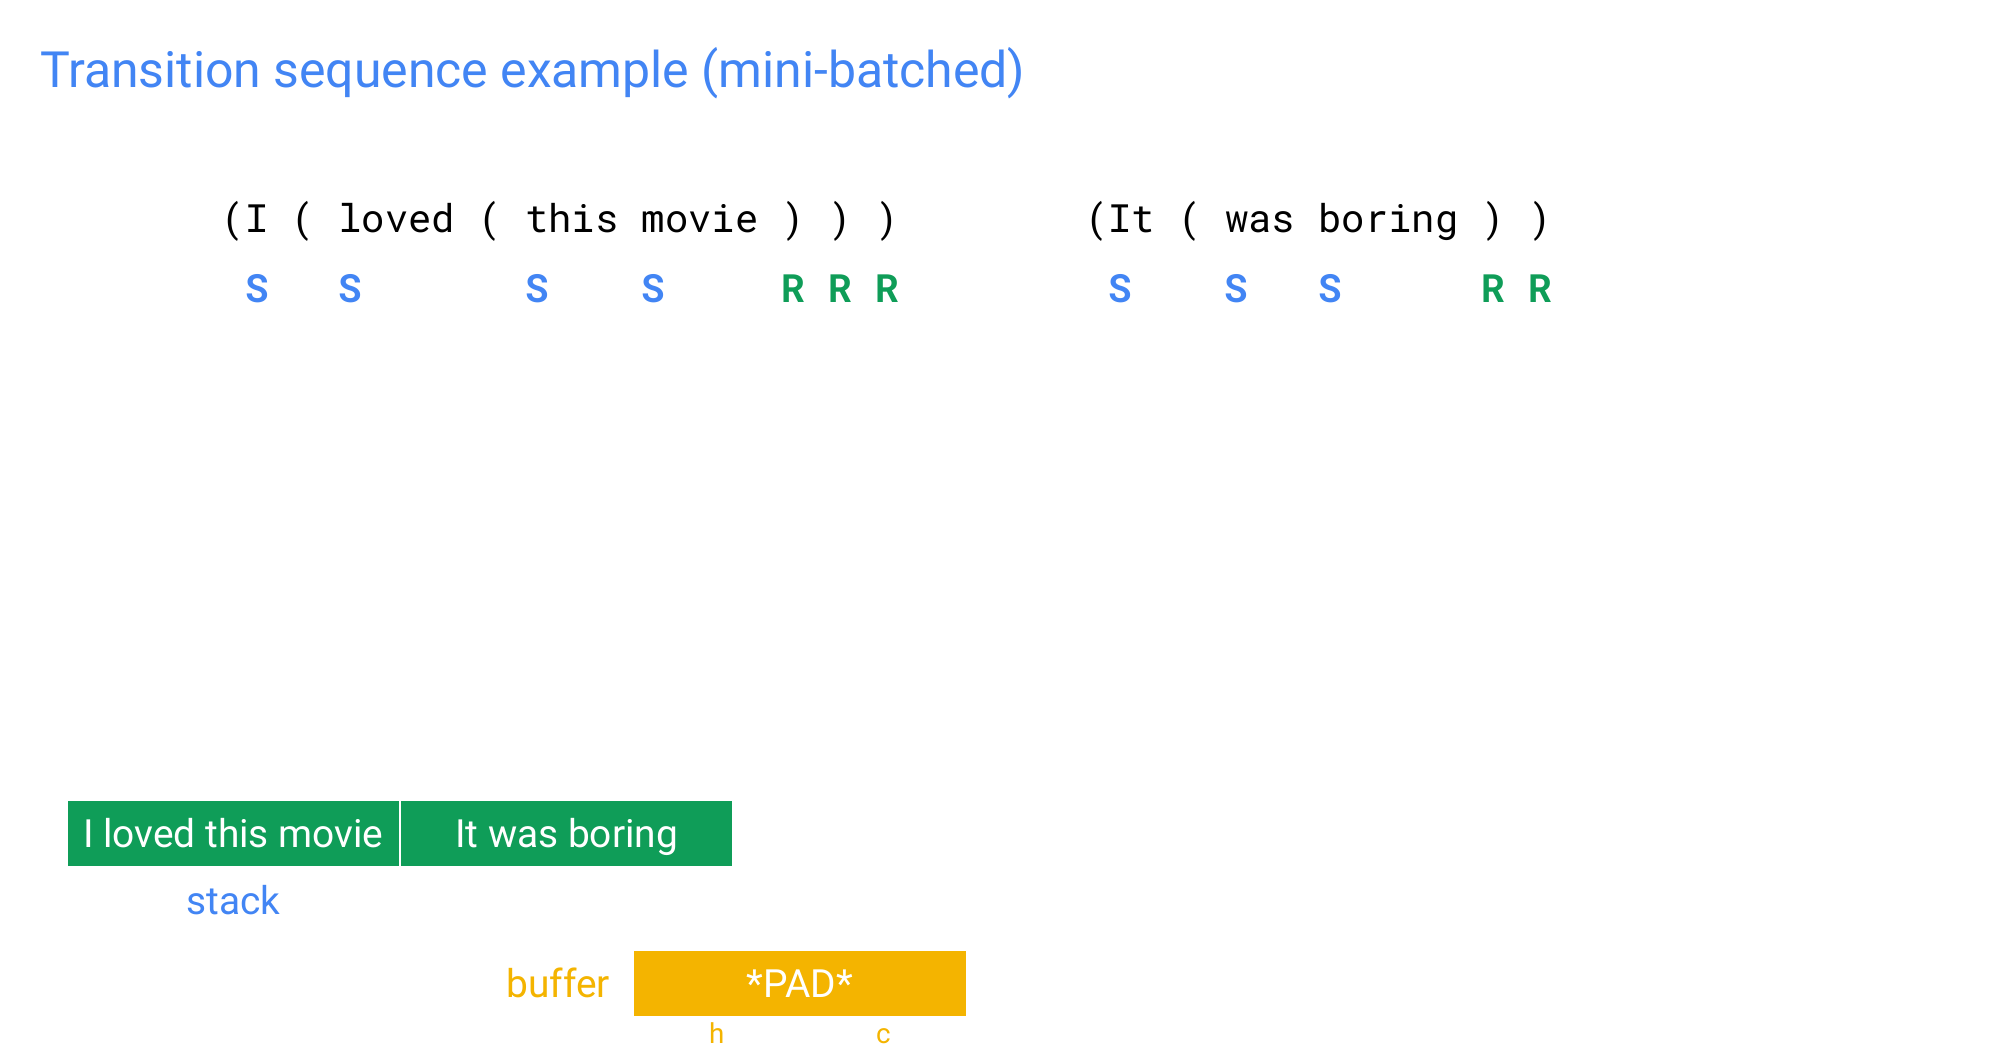 Transition sequence example (mini-batched)
(I ( loved ( this movie ) ) ) (It ( was boring ) )
S S S S R R R S S S R R
I loved this movie It was boring
stack
buffer *PAD*
h c